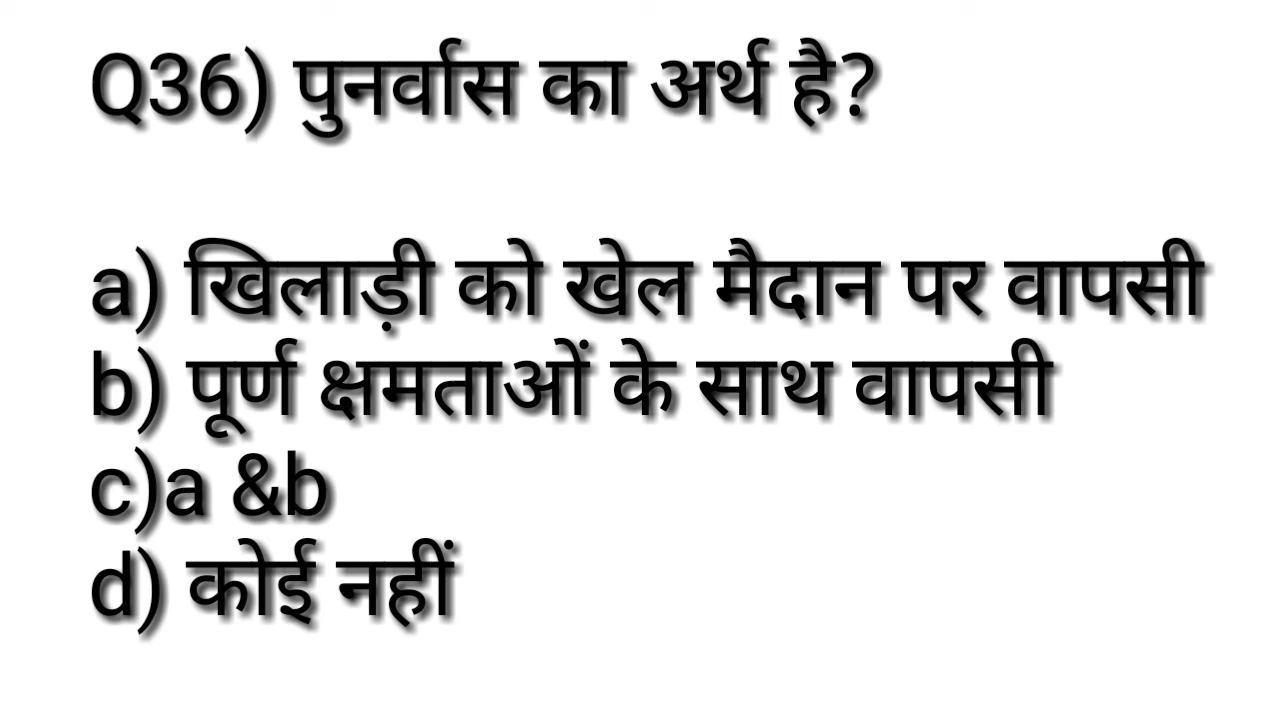 Q36) पुनर्वास का अर्थ है?
a) खिलाड़ी को खेल मैदान पर वापसी
b) पूर्ण क्षमताओं के साथ वापसी
c)a &b
d) कोई नहीं